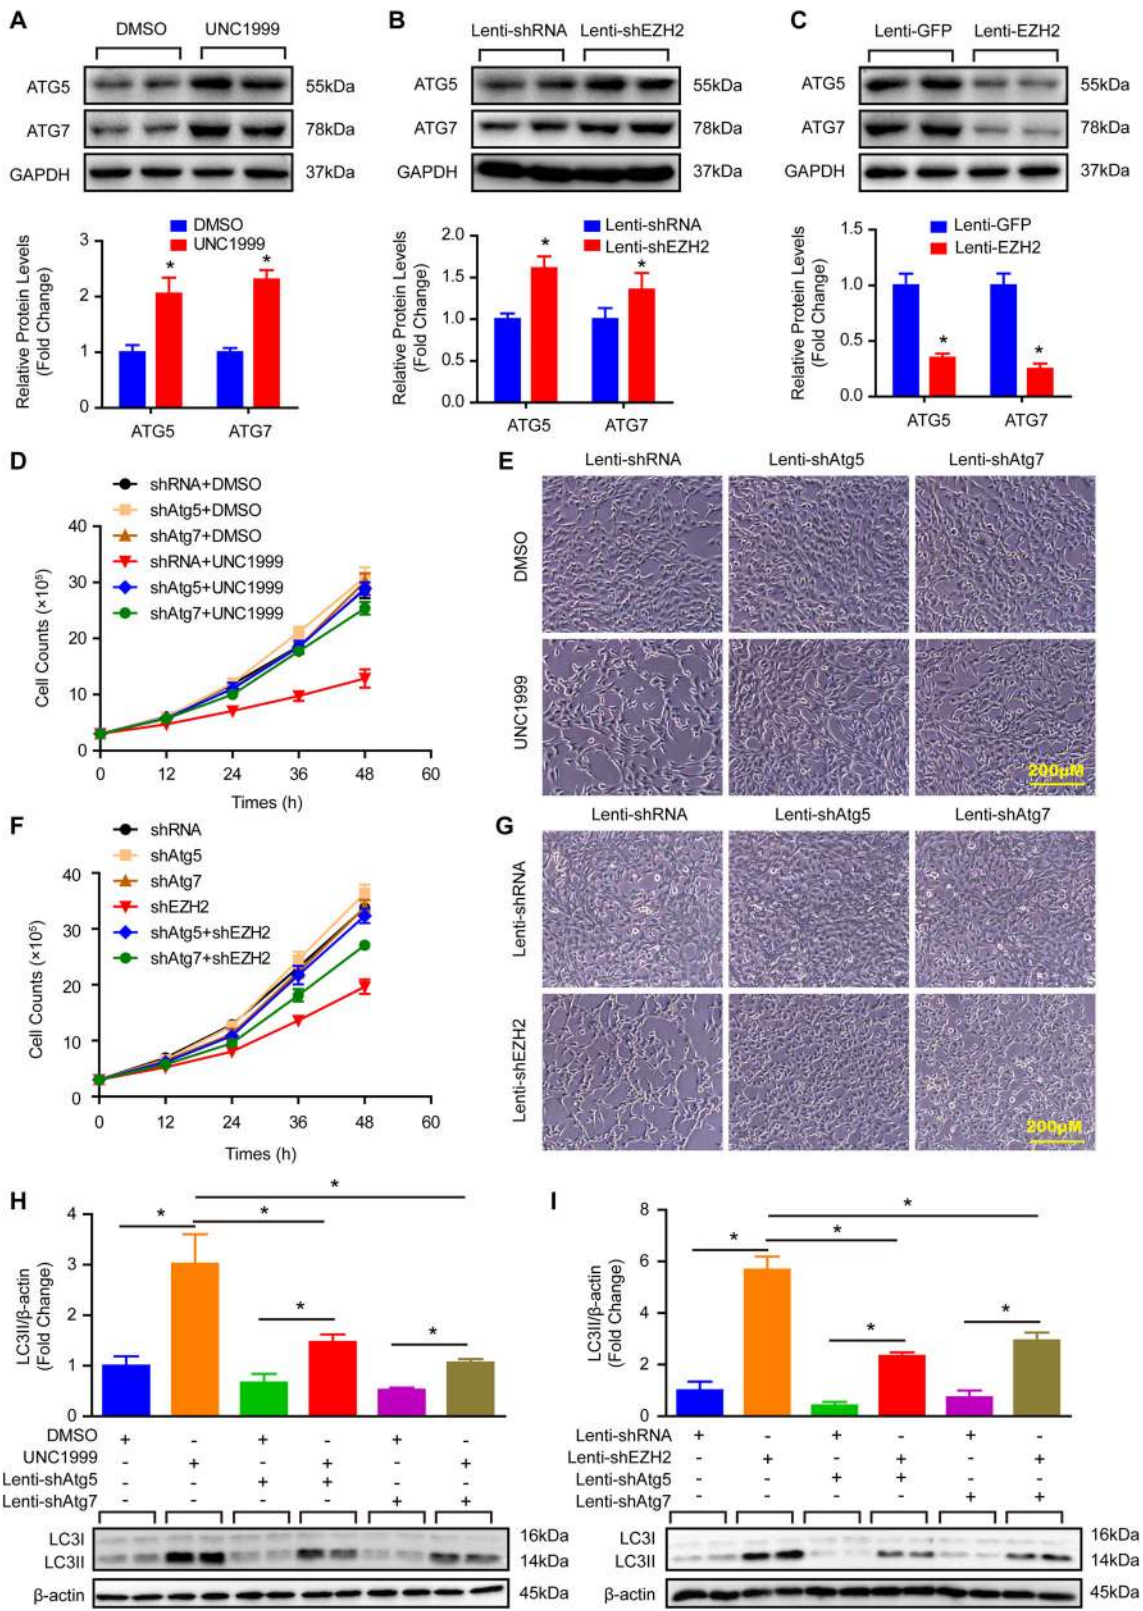 A
DMSO UNC1999
ATG5 55kDa
ATG7 78kDa
GAPDH 37kDa
DMSO
UNC1999
Relative Protein Levels
(Fold Change)
3
2
1
0
* *
ATG5 ATG7
B
Lenti-shRNA Lenti-shEZH2
ATG5 55kDa
ATG7 78kDa
GAPDH 37kDa
Lenti-shRNA
Lenti-shEZH2
Relative Protein Levels
(Fold Change)
2.0
1.5
1.0
0.5
0.0
* *
ATG5 ATG7
C
Lenti-GFP Lenti-EZH2
ATG5 55kDa
ATG7 78kDa
GAPDH 37kDa
Lenti-GFP
Lenti-EZH2
Relative Protein Levels
(Fold Change)
1.5
1.0
0.5
0.0
* *
ATG5 ATG7
D
shRNA+DMSO
shAtg5+DMSO
shAtg7+DMSO
shRNA+UNC1999
shAtg5+UNC1999
shAtg7+UNC1999
Cell Counts (×10⁵)
40
30
20
10
0
0 12 24 36 48 60
Times (h)
E
Lenti-shRNA Lenti-shAtg5 Lenti-shAtg7
DMSO
UNC1999
200μM
F
shRNA
shAtg5
shAtg7
shEZH2
shAtg5+shEZH2
shAtg7+shEZH2
Cell Counts (×10⁵)
40
30
20
10
0
0 12 24 36 48 60
Times (h)
G
Lenti-shRNA Lenti-shAtg5 Lenti-shAtg7
Lenti-shRNA
Lenti-shEZH2
200μM
H
LC3II/β-actin
(Fold Change)
4
3
2
1
0
*
* *
* *
DMSO + - + - + -
UNC1999 - + - + - +
Lenti-shAtg5 - - + + - -
Lenti-shAtg7 - - - - + +
LC3I 16kDa
LC3II 14kDa
β-actin 45kDa
I
LC3II/β-actin
(Fold Change)
8
6
4
2
0
*
* *
* *
Lenti-shRNA + - + - + -
Lenti-shEZH2 - + - + - +
Lenti-shAtg5 - - + + - -
Lenti-shAtg7 - - - - + +
LC3I 16kDa
LC3II 14kDa
β-actin 45kDa